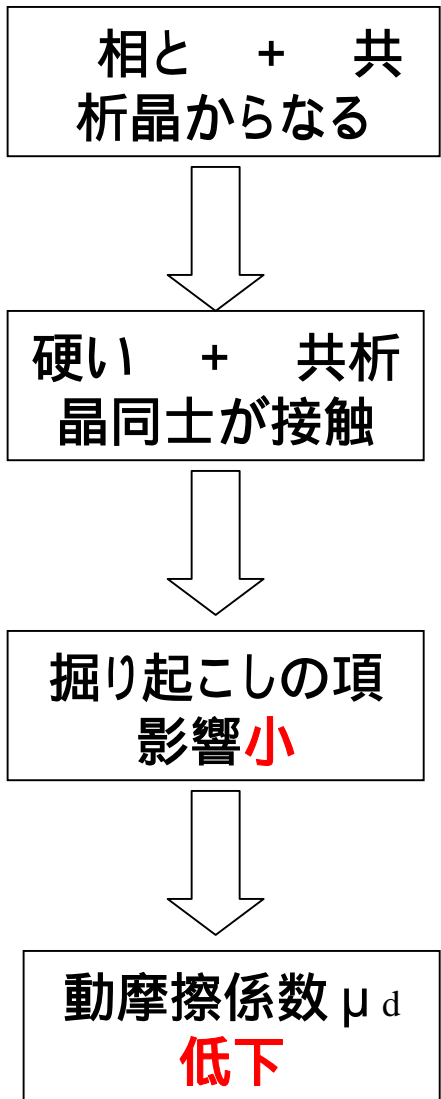 相と + 共
析晶からなる
硬い + 共析
晶同士が接触
掘り起こしの項
影響小
動摩擦係数μd
低下